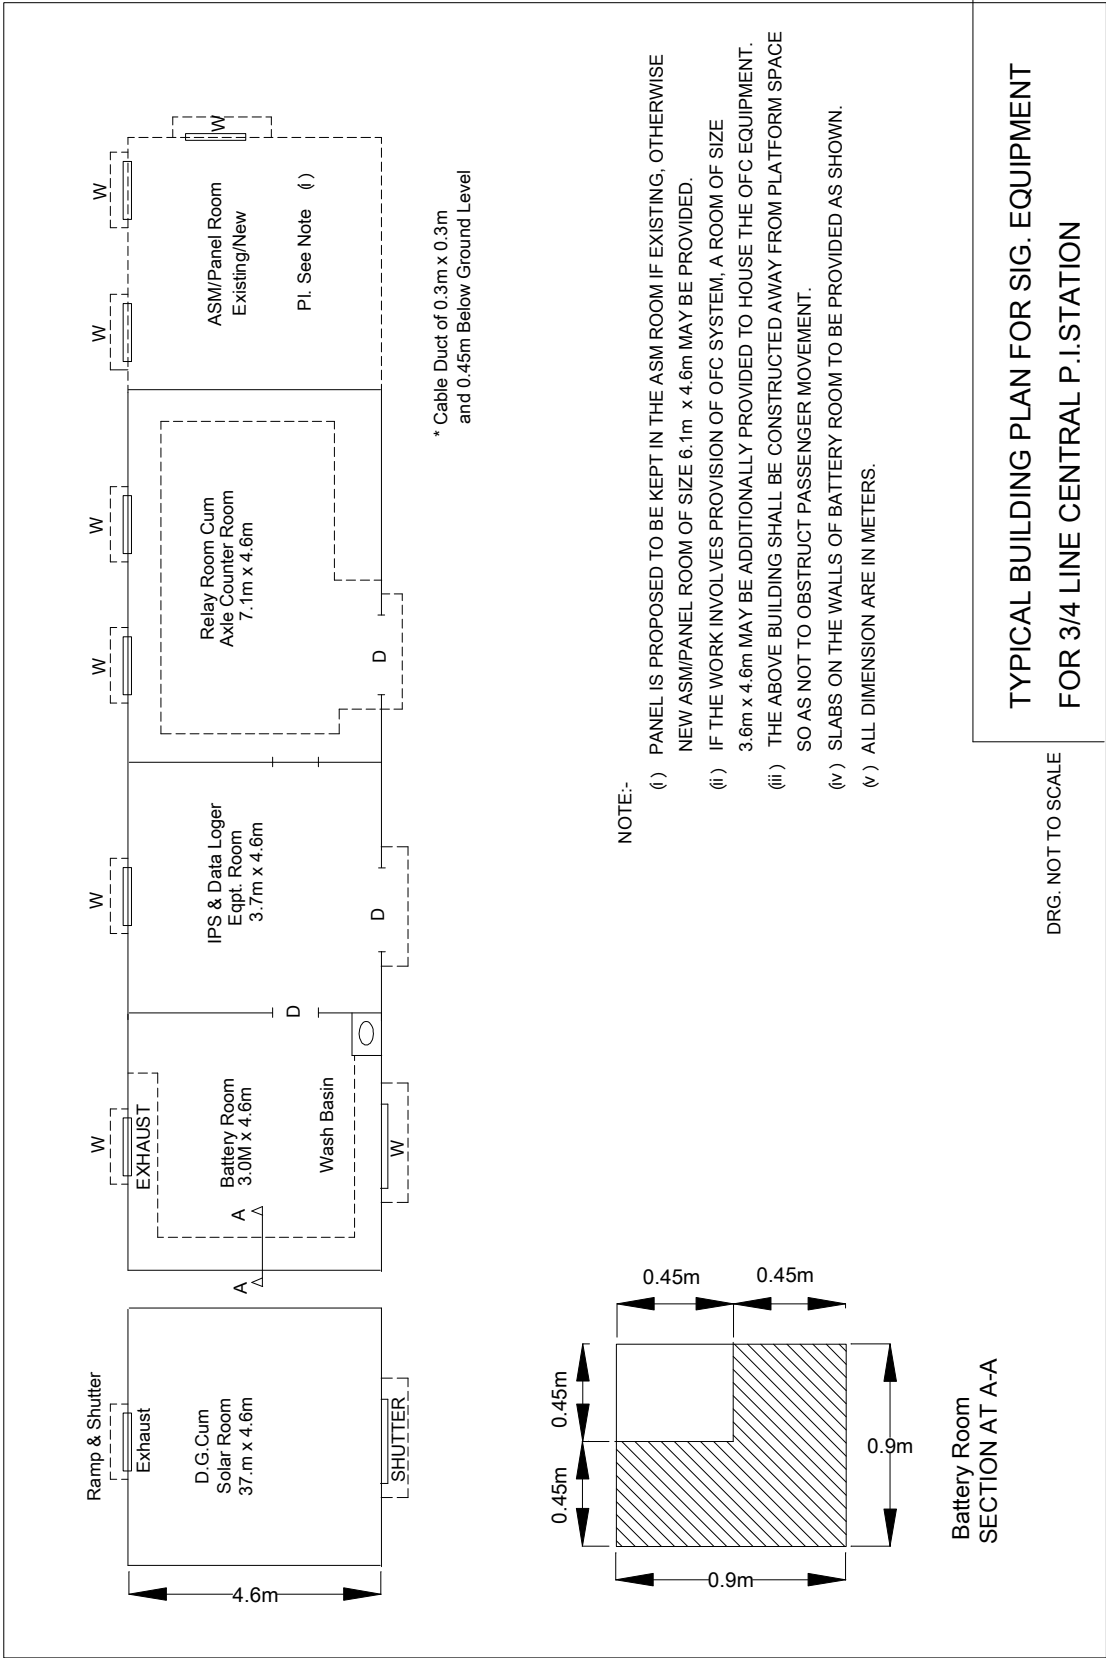 Ramp & Shutter
Exhaust
D.G.Cum
Solar Room
37.m x 4.6m
SHUTTER
4.6m
W
EXHAUST
Battery Room
3.0M x 4.6m
A
A
Wash Basin
W
D
W
IPS & Data Loger
Eqpt. Room
3.7m x 4.6m
D
W
W
Relay Room Cum
Axle Counter Room
7.1m x 4.6m
D
W
W
W
ASM/Panel Room
Existing/New
Pl. See Note (i)
* Cable Duct of 0.3m x 0.3m
and 0.45m Below Ground Level
0.45m
0.45m
0.45m
0.45m
0.9m
0.9m
Battery Room
SECTION AT A-A
NOTE:-
(i) PANEL IS PROPOSED TO BE KEPT IN THE ASM ROOM IF EXISTING, OTHERWISE
NEW ASM/PANEL ROOM OF SIZE 6.1m x 4.6m MAY BE PROVIDED.
(ii) IF THE WORK INVOLVES PROVISION OF OFC SYSTEM, A ROOM OF SIZE
3.6m x 4.6m MAY BE ADDITIONALLY PROVIDED TO HOUSE THE OFC EQUIPMENT.
(iii) THE ABOVE BUILDING SHALL BE CONSTRUCTED AWAY FROM PLATFORM SPACE
SO AS NOT TO OBSTRUCT PASSENGER MOVEMENT.
(iv) SLABS ON THE WALLS OF BATTERY ROOM TO BE PROVIDED AS SHOWN.
(v) ALL DIMENSION ARE IN METERS.
DRG. NOT TO SCALE
TYPICAL BUILDING PLAN FOR SIG. EQUIPMENT
FOR 3/4 LINE CENTRAL P.I.STATION